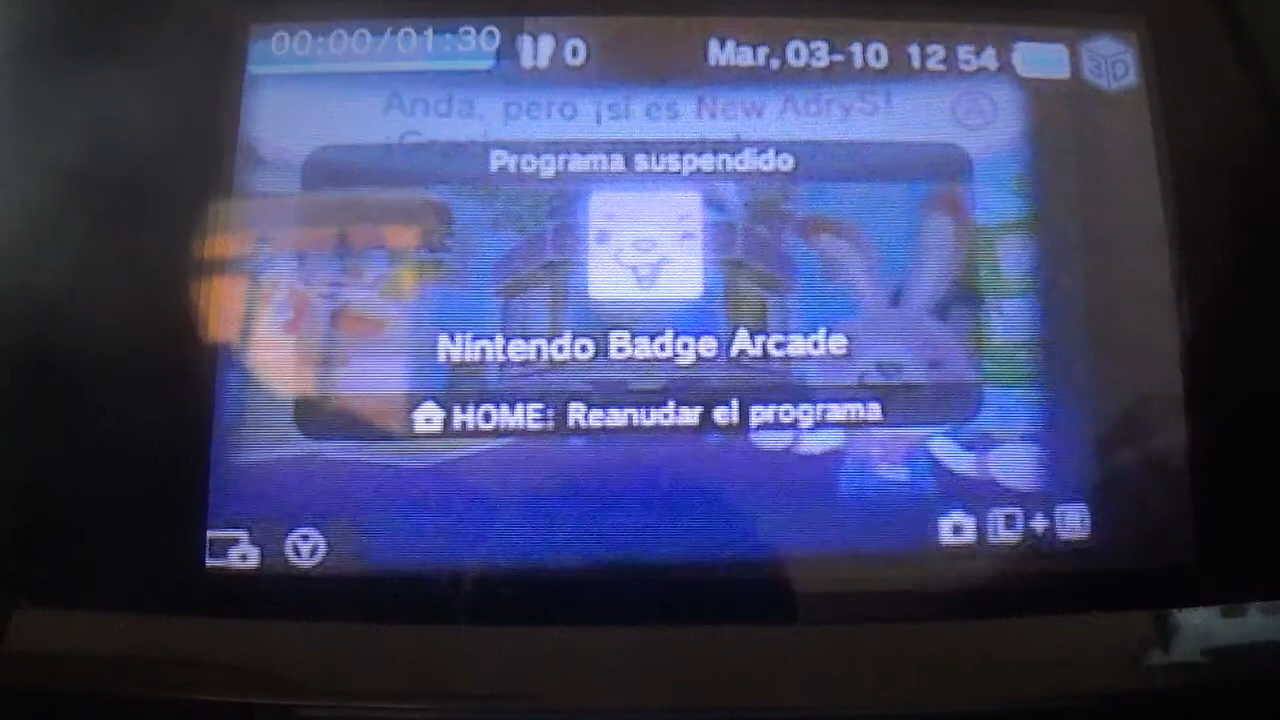 00:00/01:30 0 Mar,03-10 12 54 3D
Anda, pero ¡si es New AdryS!
Programa suspendido
Nintendo Badge Arcade
HOME: Reanudar el programa
L + R